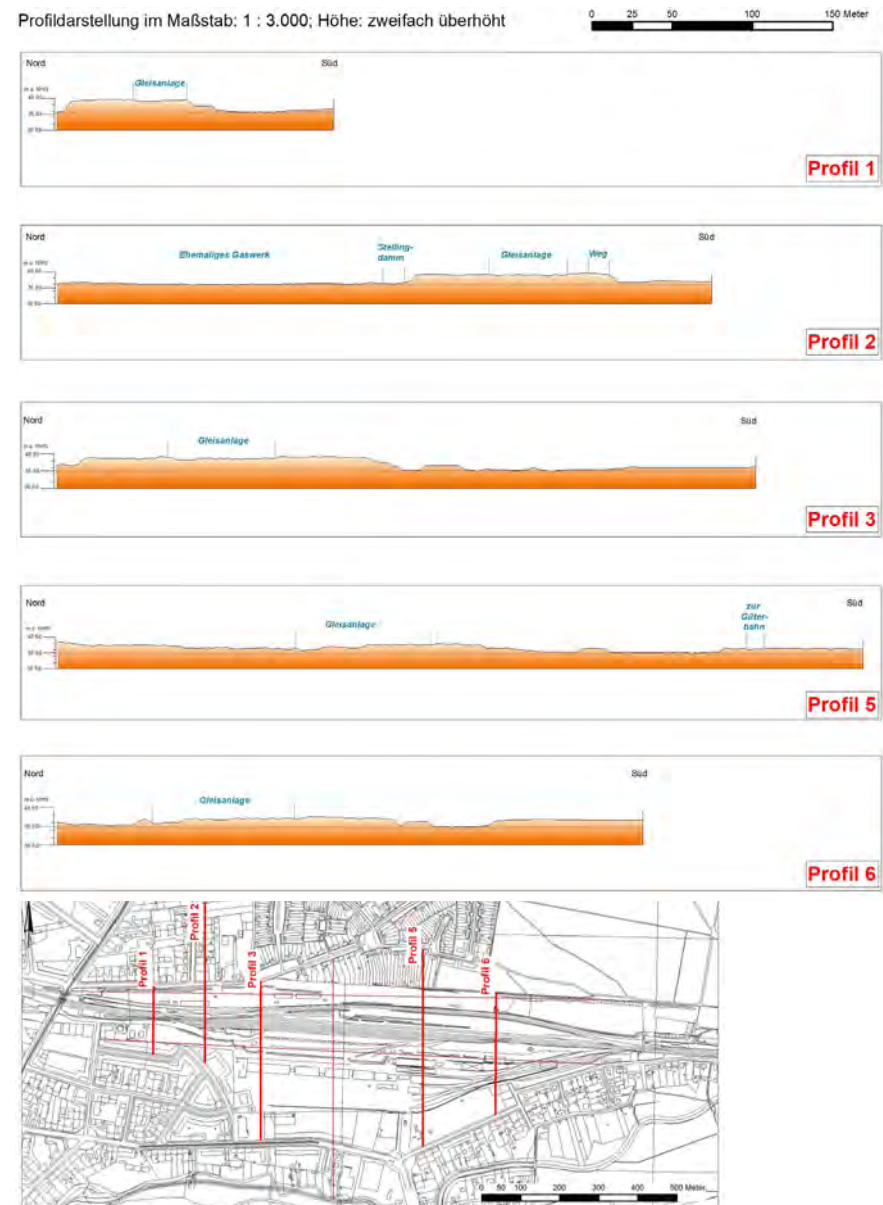 Profildarstellung im Maßstab: 1 : 3.000; Höhe: zweifach überhöht
0 25 50 100 150 Meter
Nord Süd
Gleisanlage
Profil 1
Nord Süd
Ehemaliges Gaswerk
Stelling-
damm
Gleisanlage
Weg
Profil 2
Nord Süd
Gleisanlage
Profil 3
Nord Süd
Gleisanlage
zur
Güter-
bahn
Profil 5
Nord Süd
Gleisanlage
Profil 6
Profil 1
Profil 2
Profil 3
Profil 5
Profil 6
0 50 100 200 300 400 500 Meter